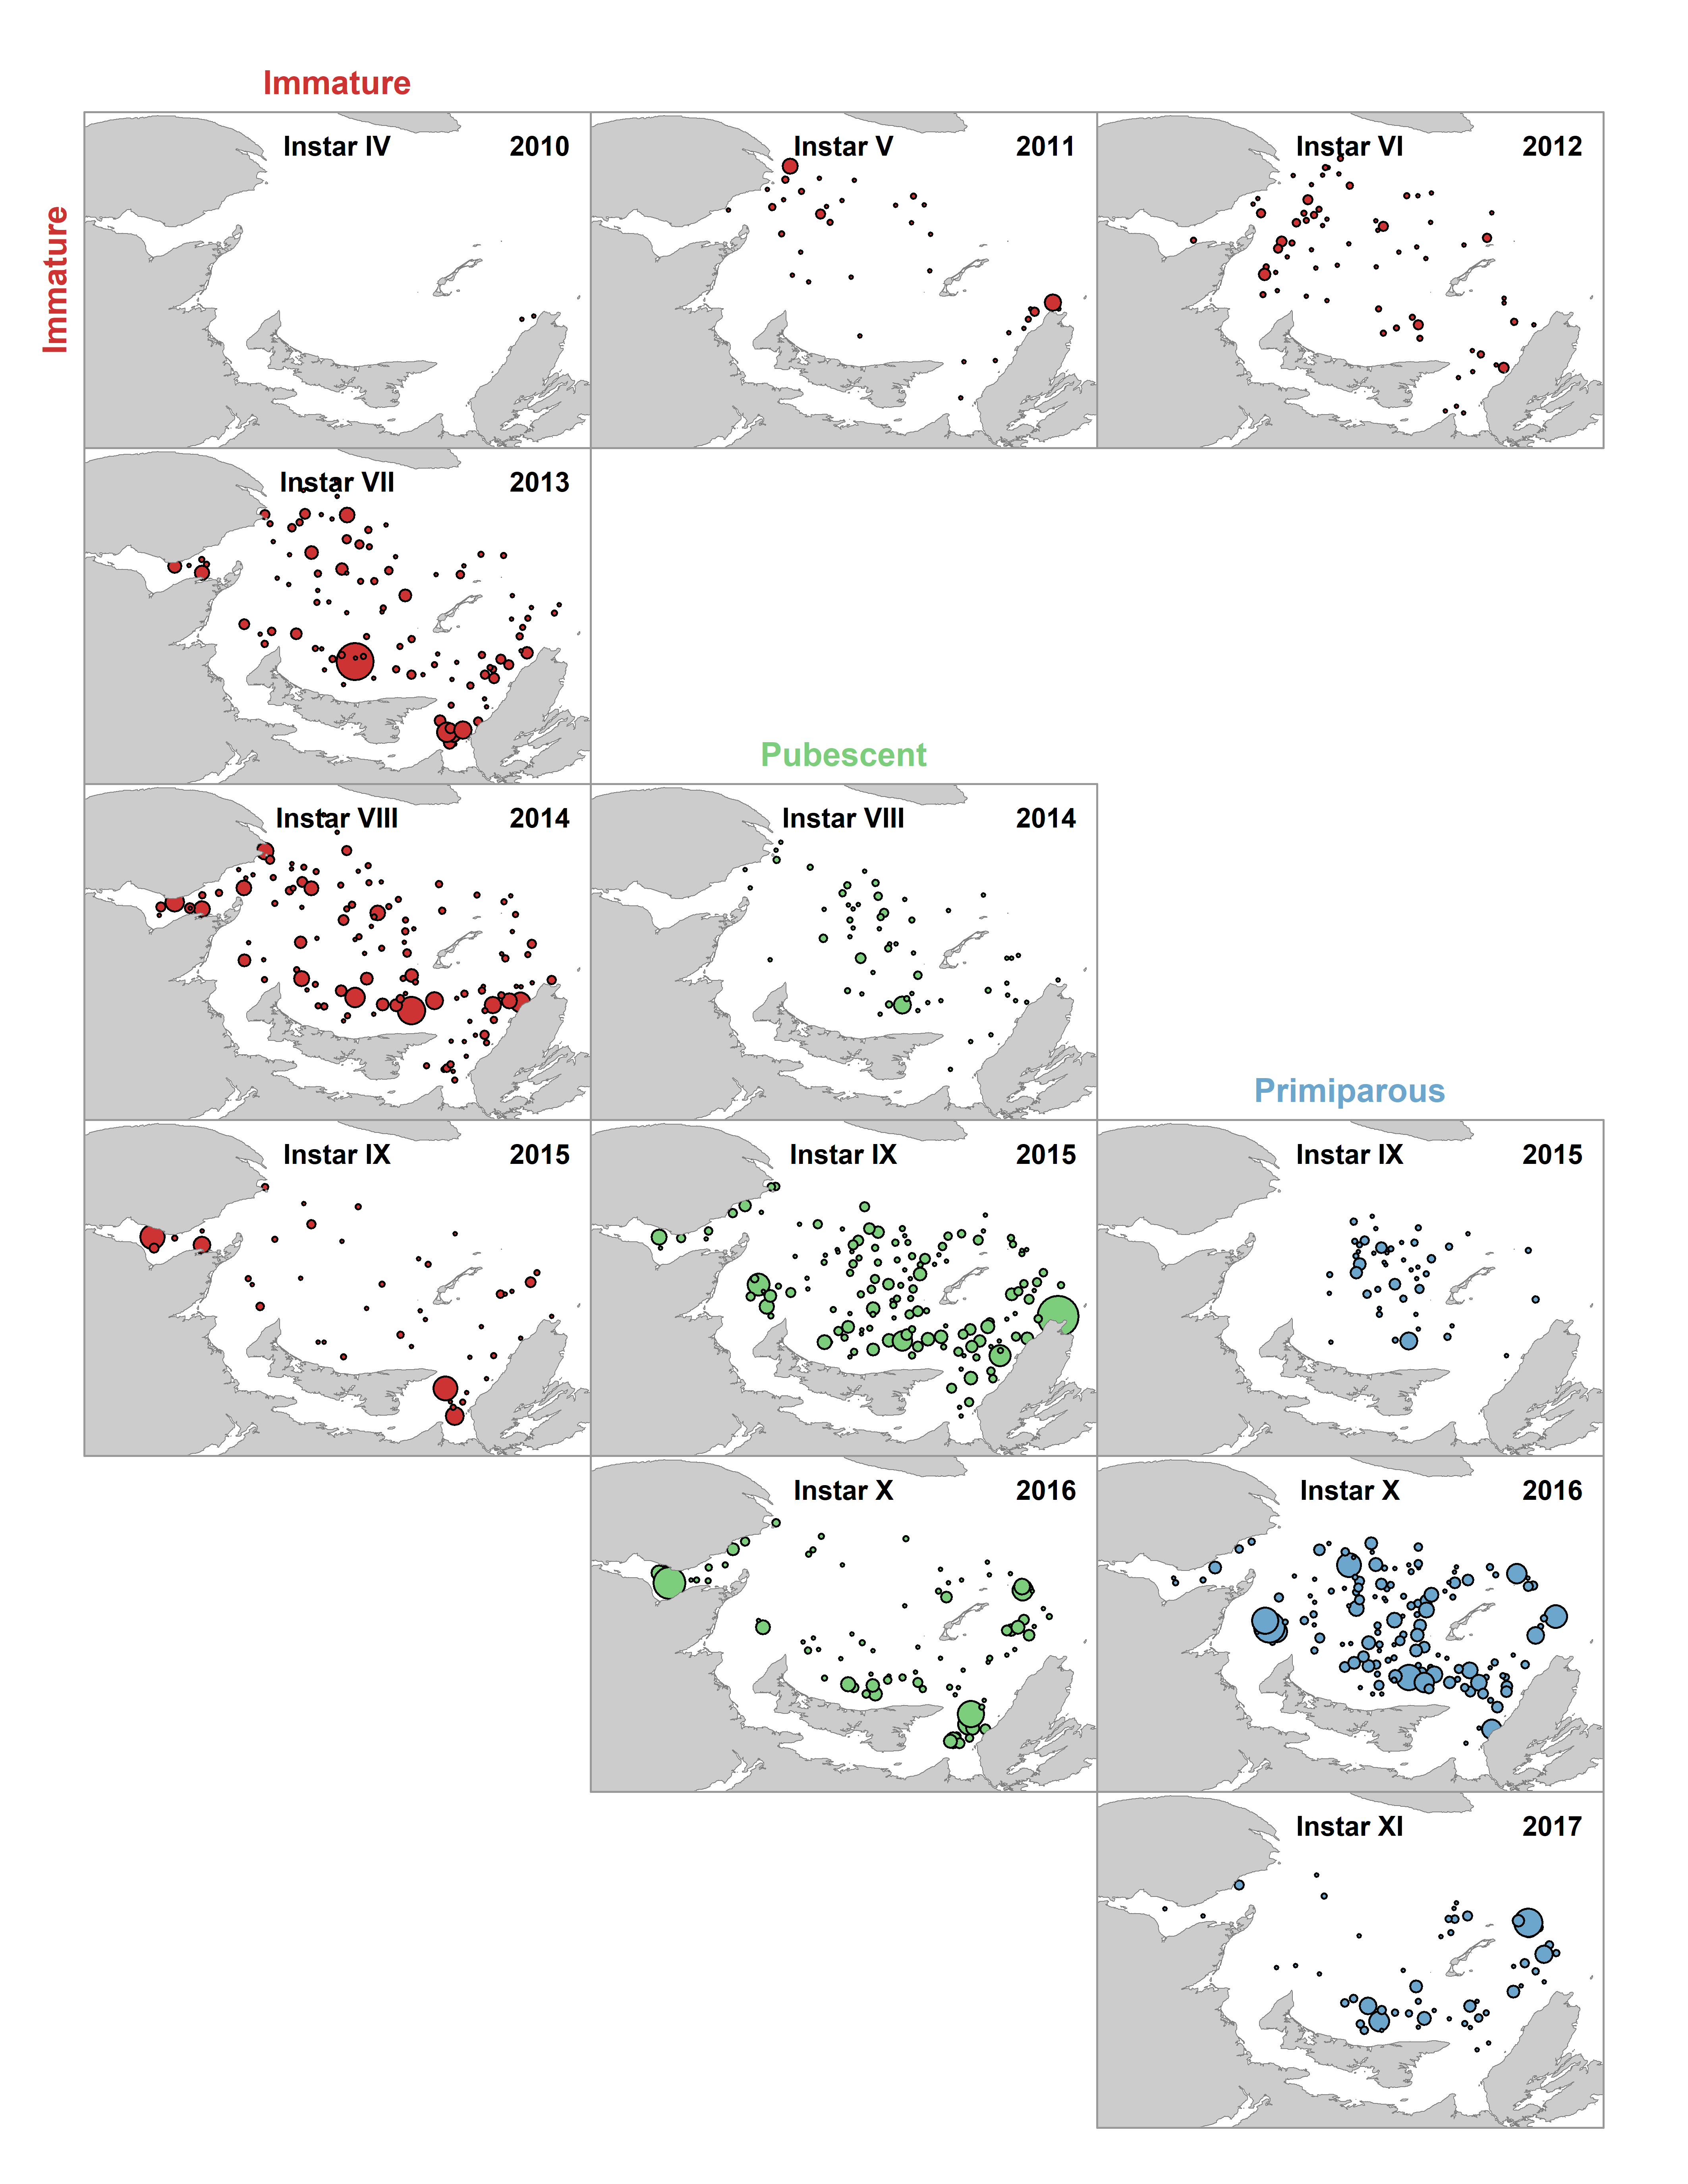 Immature
Immature
Instar IV 2010
Instar V 2011
Instar VI 2012
Instar VII 2013
Pubescent
Instar VIII 2014
Instar VIII 2014
Primiparous
Instar IX 2015
Instar IX 2015
Instar IX 2015
Instar X 2016
Instar X 2016
Instar XI 2017